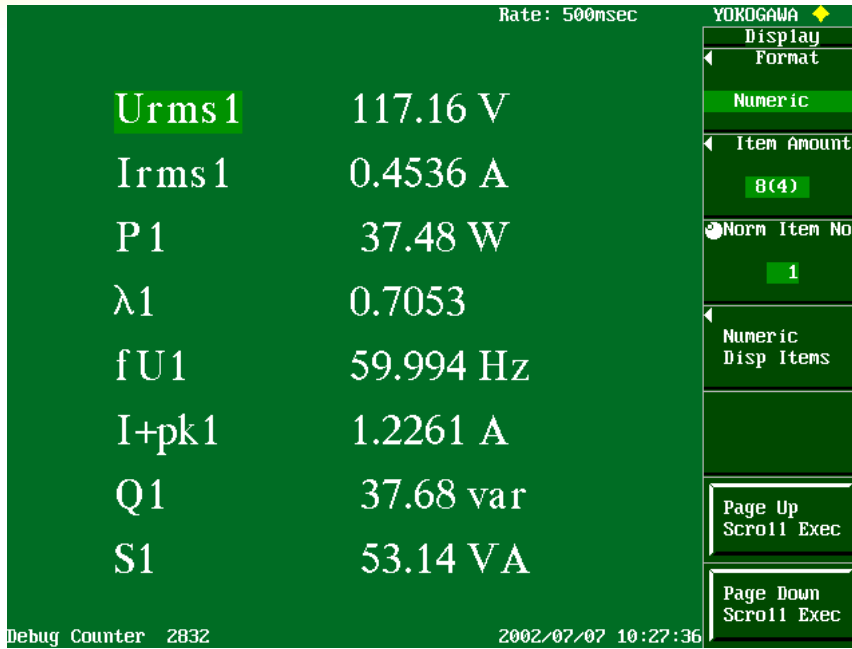 Rate: 500msec
YOKOGAWA
Urms1 117.16 V
Irms1 0.4536 A
P1 37.48 W
λ1 0.7053
fU1 59.994 Hz
I+pk1 1.2261 A
Q1 37.68 var
S1 53.14 VA
Debug Counter 2832
2002/07/07 10:27:36
Display
Format
Numeric
Item Amount
8(4)
Norm Item No
1
Numeric
Disp Items
Page Up
Scroll Exec
Page Down
Scroll Exec